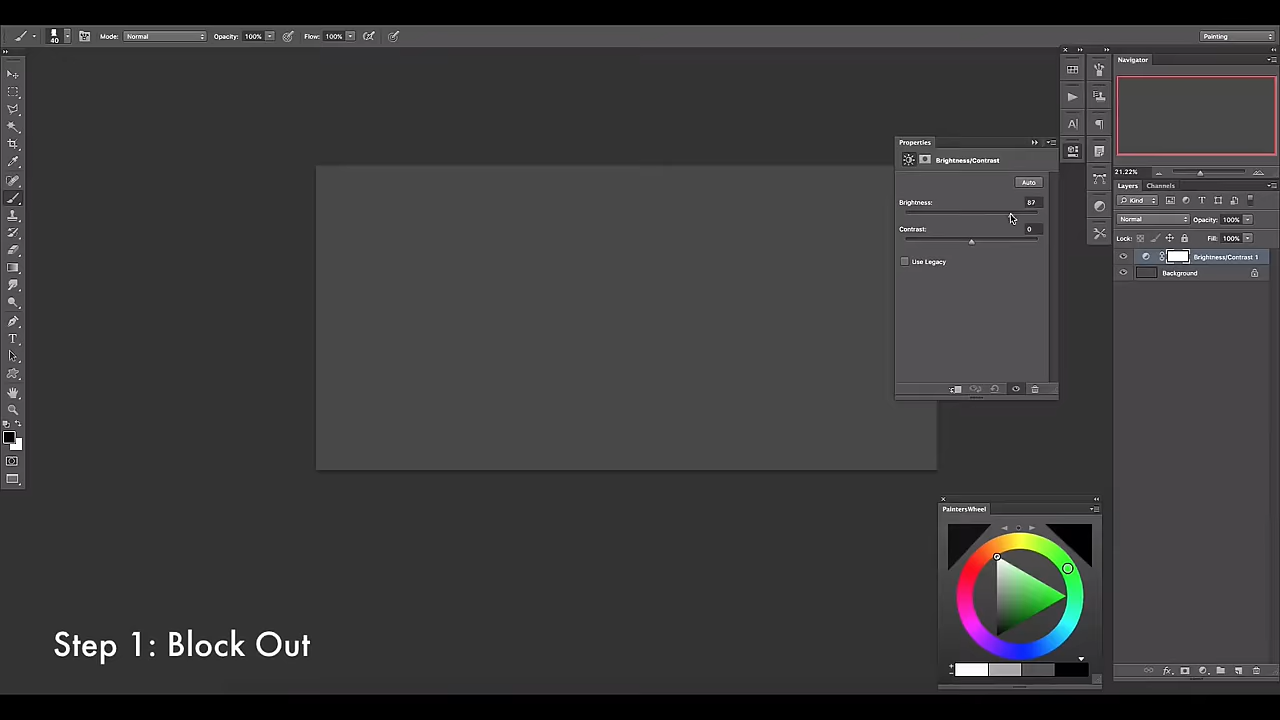 40 Mode: Normal Opacity: 100% Flow: 100% Painting
Navigator
21.22%
Properties
Brightness/Contrast
Auto
Brightness: 87
Contrast: 0
Use Legacy
Layers Channels
Kind
Normal Opacity: 100%
Lock: Fill: 100%
Brightness/Contrast 1
Background
PaintersWheel
Step 1: Block Out